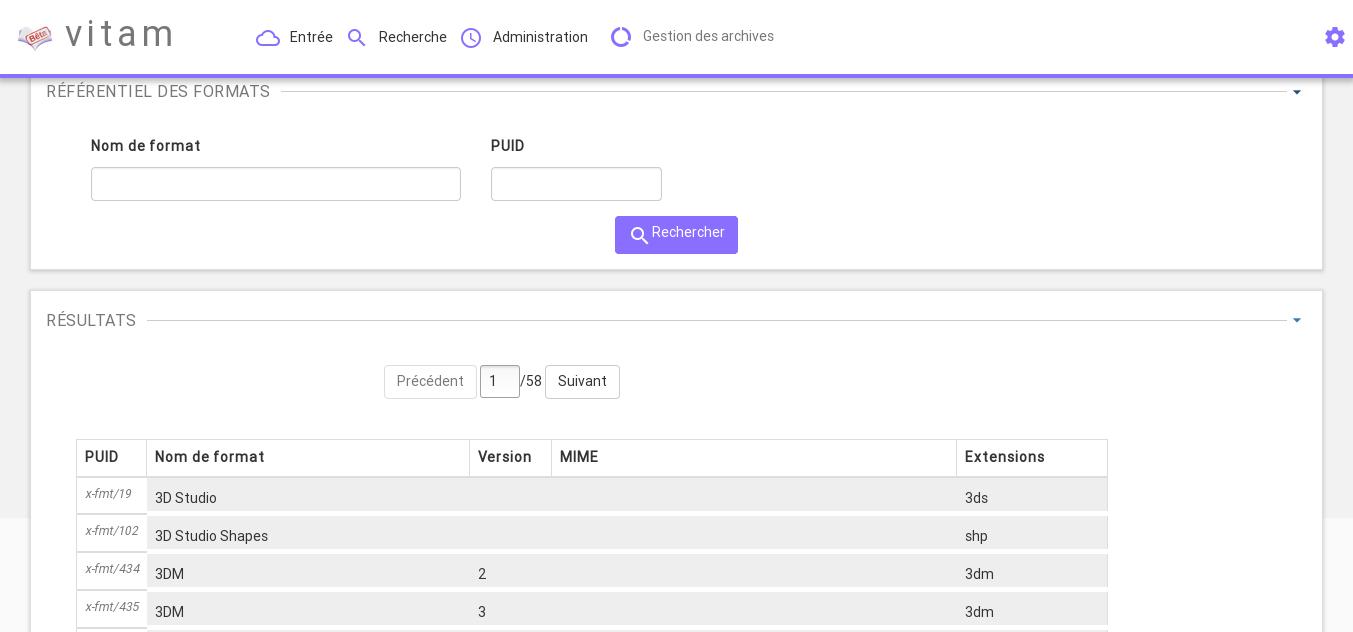 Bêta vitam Entrée Recherche Administration Gestion des archives
RÉFÉRENTIEL DES FORMATS
Nom de format PUID
Rechercher
RÉSULTATS
Précédent 1 /58 Suivant
PUID Nom de format Version MIME Extensions
x-fmt/19 3D Studio 3ds
x-fmt/102 3D Studio Shapes shp
x-fmt/434 3DM 2 3dm
x-fmt/435 3DM 3 3dm